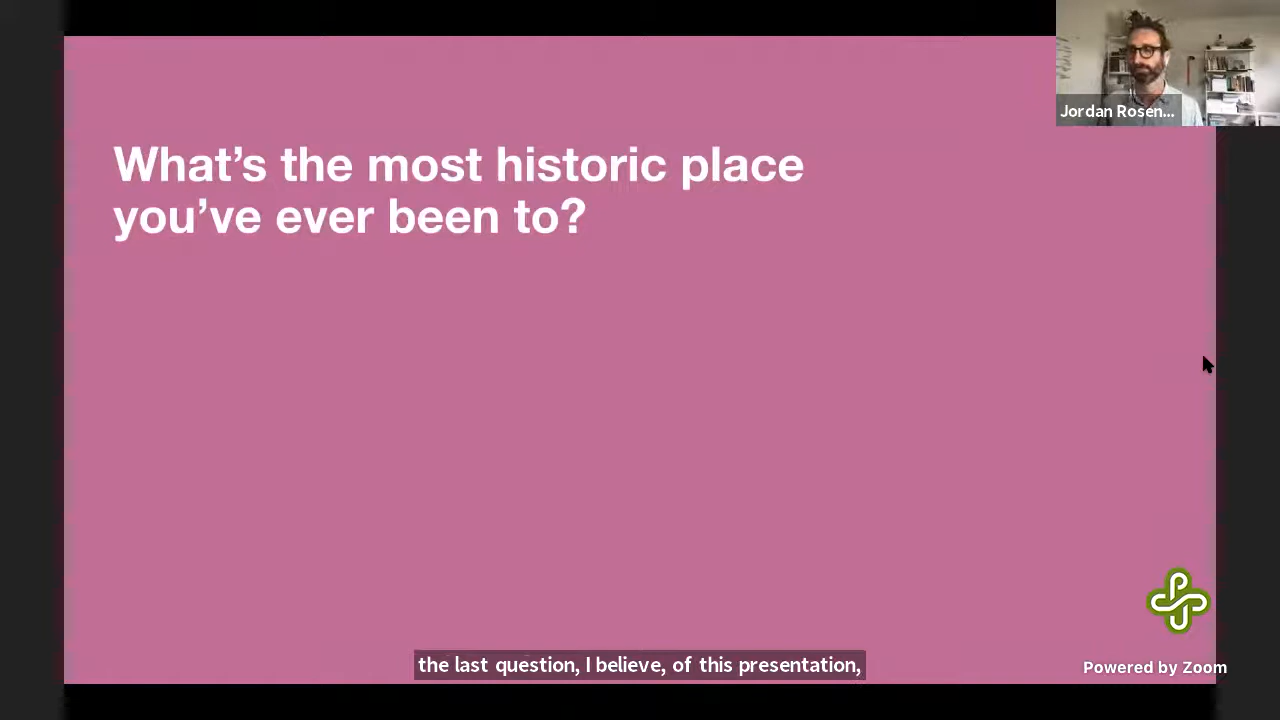 Jordan Rosen...
What’s the most historic place
you’ve ever been to?
the last question, I believe, of this presentation,
Powered by Zoom